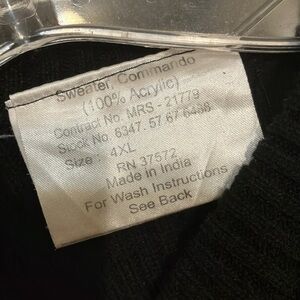 Sweater, Commando
(100% Acrylic)
Contract No. MRS - 21779
Stock No. 6347. 57 67 6438
Size : 4XL
RN 37572
Made in India
For Wash Instructions
See Back